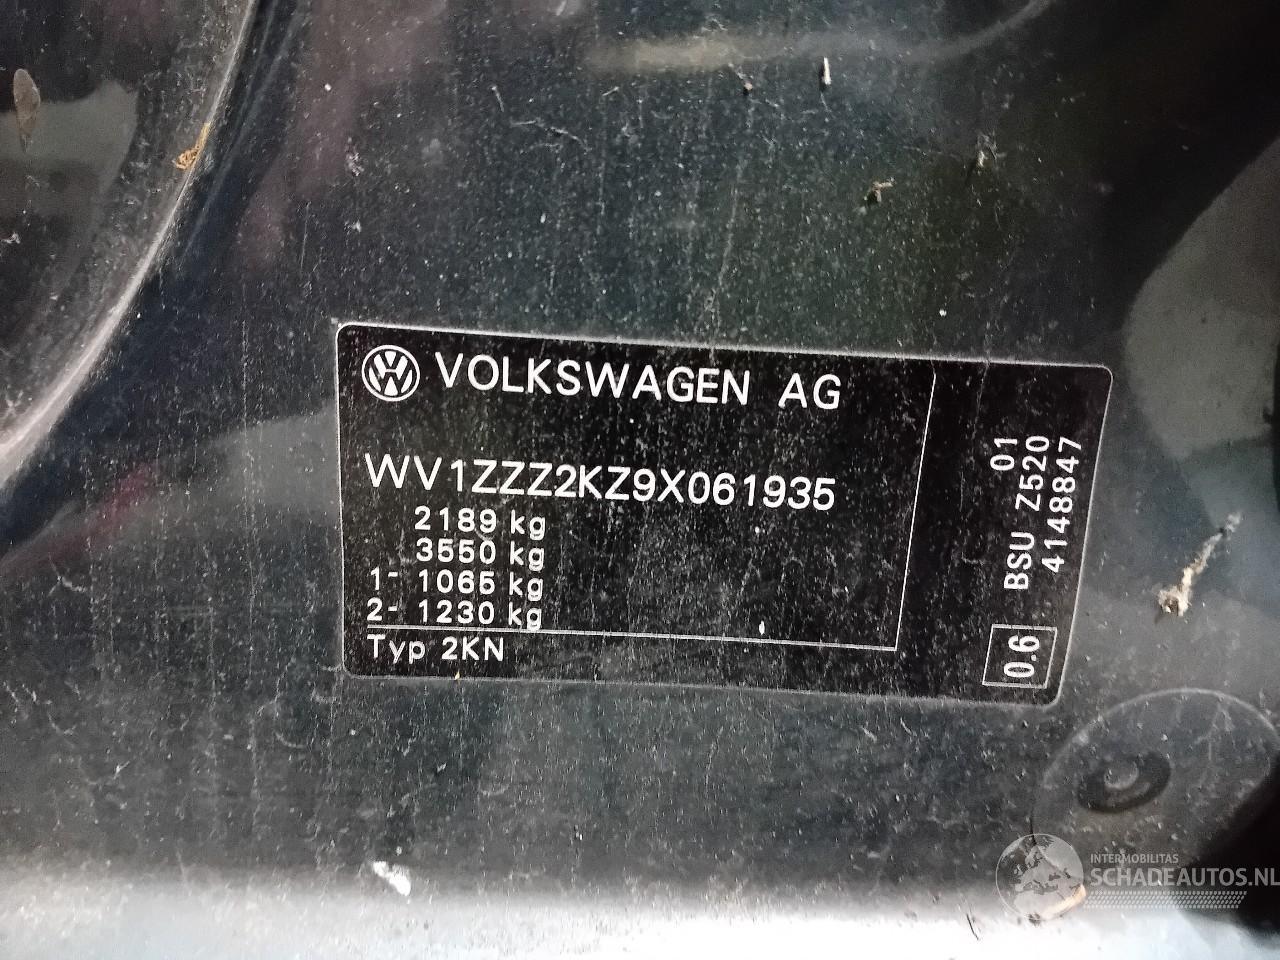 VOLKSWAGEN AG
WV1ZZZ2KZ9X061935
2189 kg
3550 kg
1- 1065 kg
2- 1230 kg
Typ 2KN
01
BSU Z520
4148847
0.6
INTERMOBILITAS
SCHADEAUTOS.NL